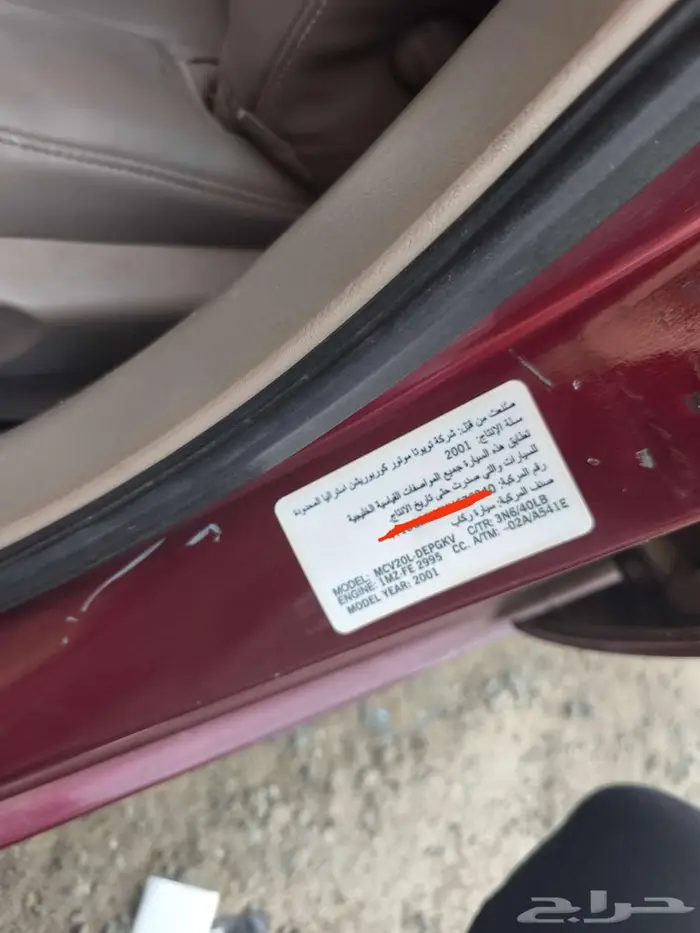 صنعت من قبل: شركة تويوتا موتور كوربوريشن استراليا المحدودة
سنة الإنتاج: 2001
تطابق هذه السيارة جميع المواصفات القياسية الخليجية
للسيارات والتي صدرت حتى تاريخ الانتاج.
رقم المركبة:
صنف المركبة: سيارة ركاب
MODEL: MCV20L-DEPGKV C/TR: 3N6/40LB
ENGINE: 1MZ-FE 2995 CC. A/TM: -02A/A541E
MODEL YEAR: 2001
حراج